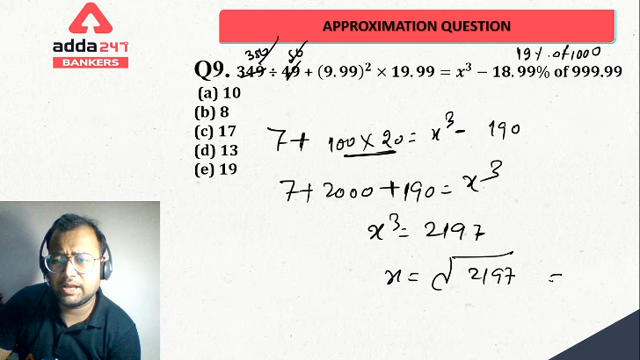 APPROXIMATION QUESTION
adda247
BANKERS
350 50 19% of 1000
Q9. 349 ÷ 49 + (9.99)² × 19.99 = x³ − 18.99% of 999.99
(a) 10
(b) 8
(c) 17
(d) 13
(e) 19
7 + 100 × 20 = x³ − 190
7 + 2000 + 190 = x³
x³ = 2197
x = √2197 =